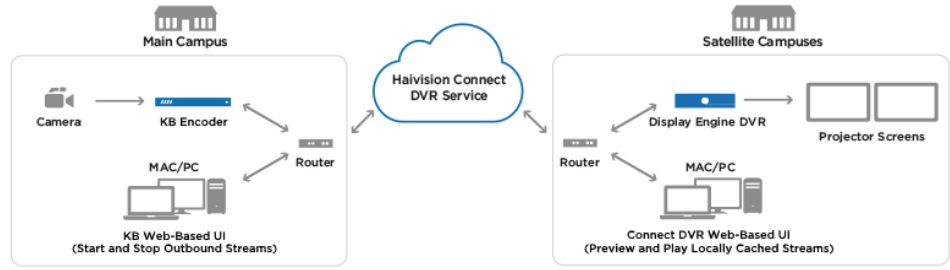 Main Campus
Camera
KB Encoder
Router
MAC/PC
KB Web-Based UI
(Start and Stop Outbound Streams)
Haivision Connect
DVR Service
Satellite Campuses
Display Engine DVR
Projector Screens
Router
MAC/PC
Connect DVR Web-Based UI
(Preview and Play Locally Cached Streams)